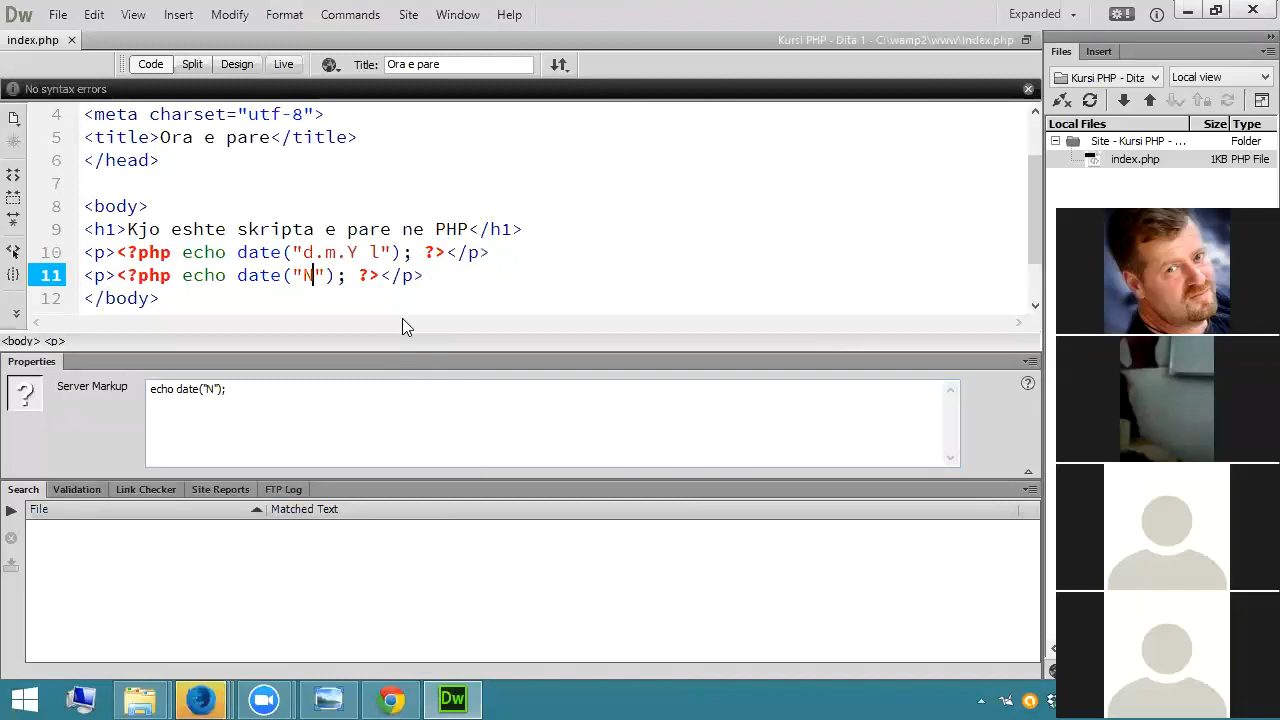 Dw File Edit View Insert Modify Format Commands Site Window Help Expanded
index.php Kursi PHP - Dita 1 - C:\wamp2\www\index.php
Code Split Design Live Title: Ora e pare
No syntax errors
4 <meta charset="utf-8">
5 <title>Ora e pare</title>
6 </head>
7
8 <body>
9 <h1>Kjo eshte skripta e pare ne PHP</h1>
10 <p><?php echo date("d.m.Y l"); ?></p>
11 <p><?php echo date("N"); ?></p>
12 </body>
<body> <p>
Properties
? Server Markup echo date("N");
Search Validation Link Checker Site Reports FTP Log
File Matched Text
Files Insert
Kursi PHP - Dita Local view
Local Files Size Type
Site - Kursi PHP - ... Folder
index.php 1KB PHP File
Dw